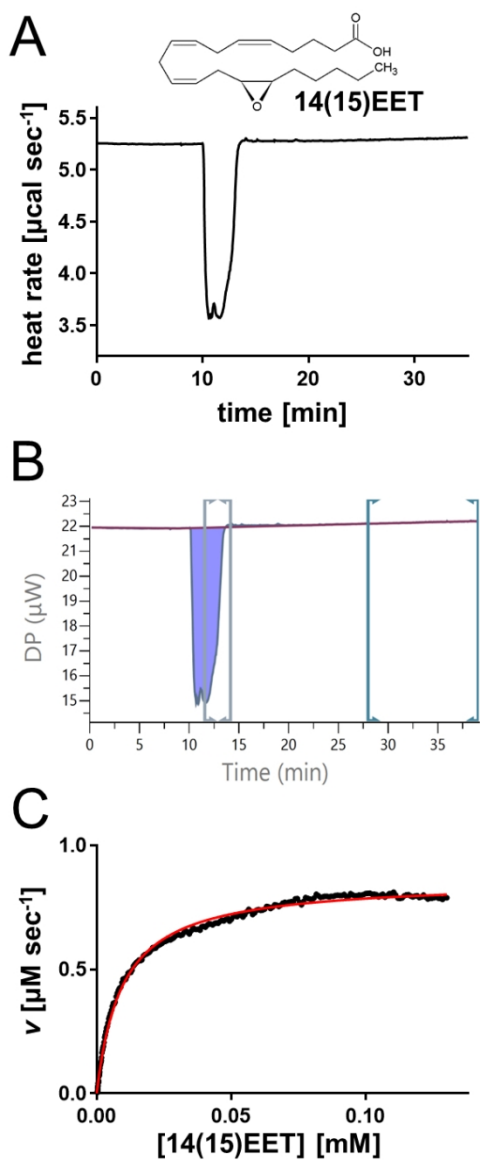 A
O
OH
CH3
O
14(15)EET
heat rate [µcal sec⁻¹]
5.5
5.0
4.5
4.0
3.5
0 10 20 30
time [min]
B
DP (µW)
23
22
21
20
19
18
17
16
15
0 5 10 15 20 25 30 35
Time (min)
C
v [µM sec⁻¹]
1.0
0.5
0.0
0.00 0.05 0.10
[14(15)EET] [mM]